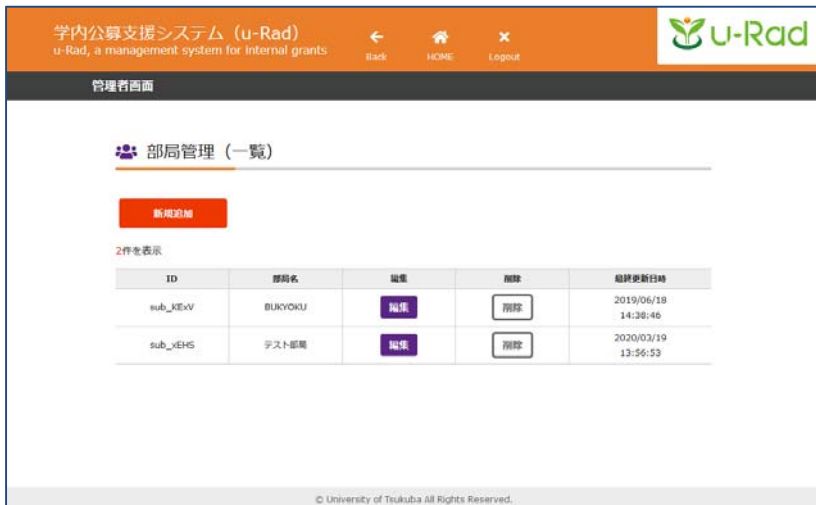 学内公募支援システム（u-Rad）
u-Rad, a management system for internal grants
Back HOME Logout
u-Rad
管理者画面
部局管理（一覧）
新規追加
2件を表示
ID 部局名 編集 削除 最終更新日時
sub_KExV BUKYOKU 編集 削除 2019/06/18
14:38:46
sub_xEHS テスト部局 編集 削除 2020/03/19
13:56:53
© University of Tsukuba All Rights Reserved.